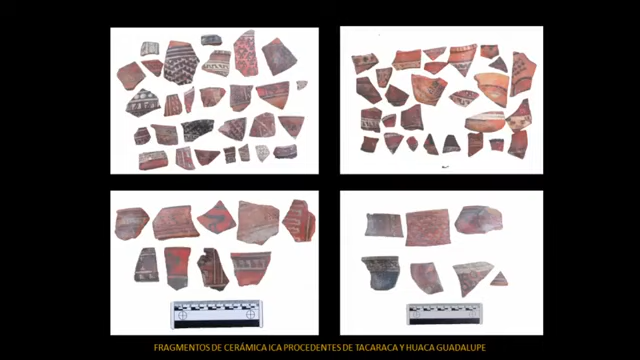 FRAGMENTOS DE CERÁMICA ICA PROCEDENTES DE TACARACA Y HUACA GUADALUPE